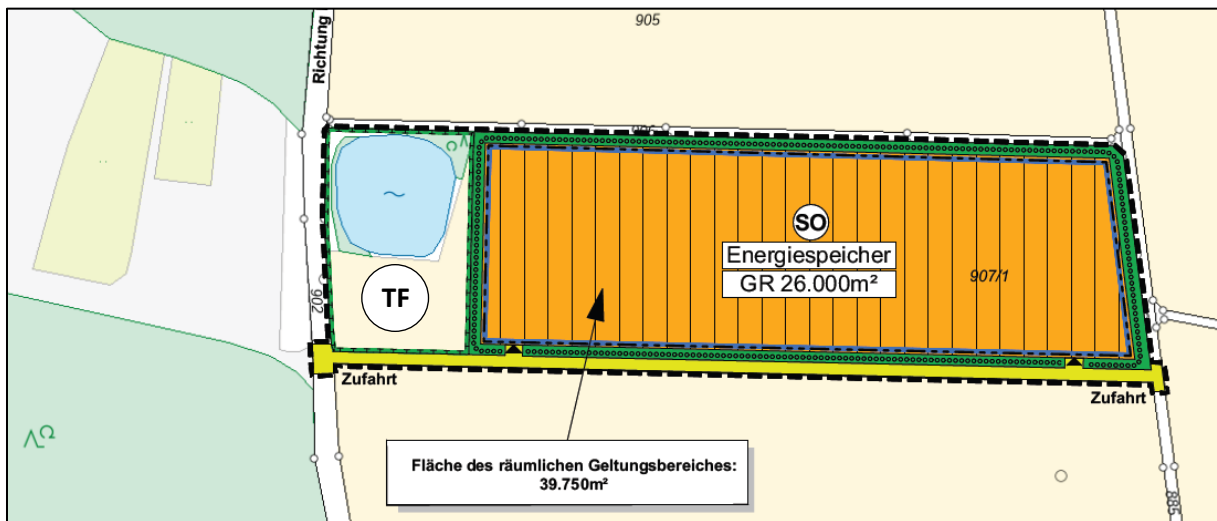 905
Richtung
SO
Energiespeicher
GR 26.000m²
907/1
TF
902
Zufahrt
Zufahrt
Fläche des räumlichen Geltungsbereiches:
39.750m²
885